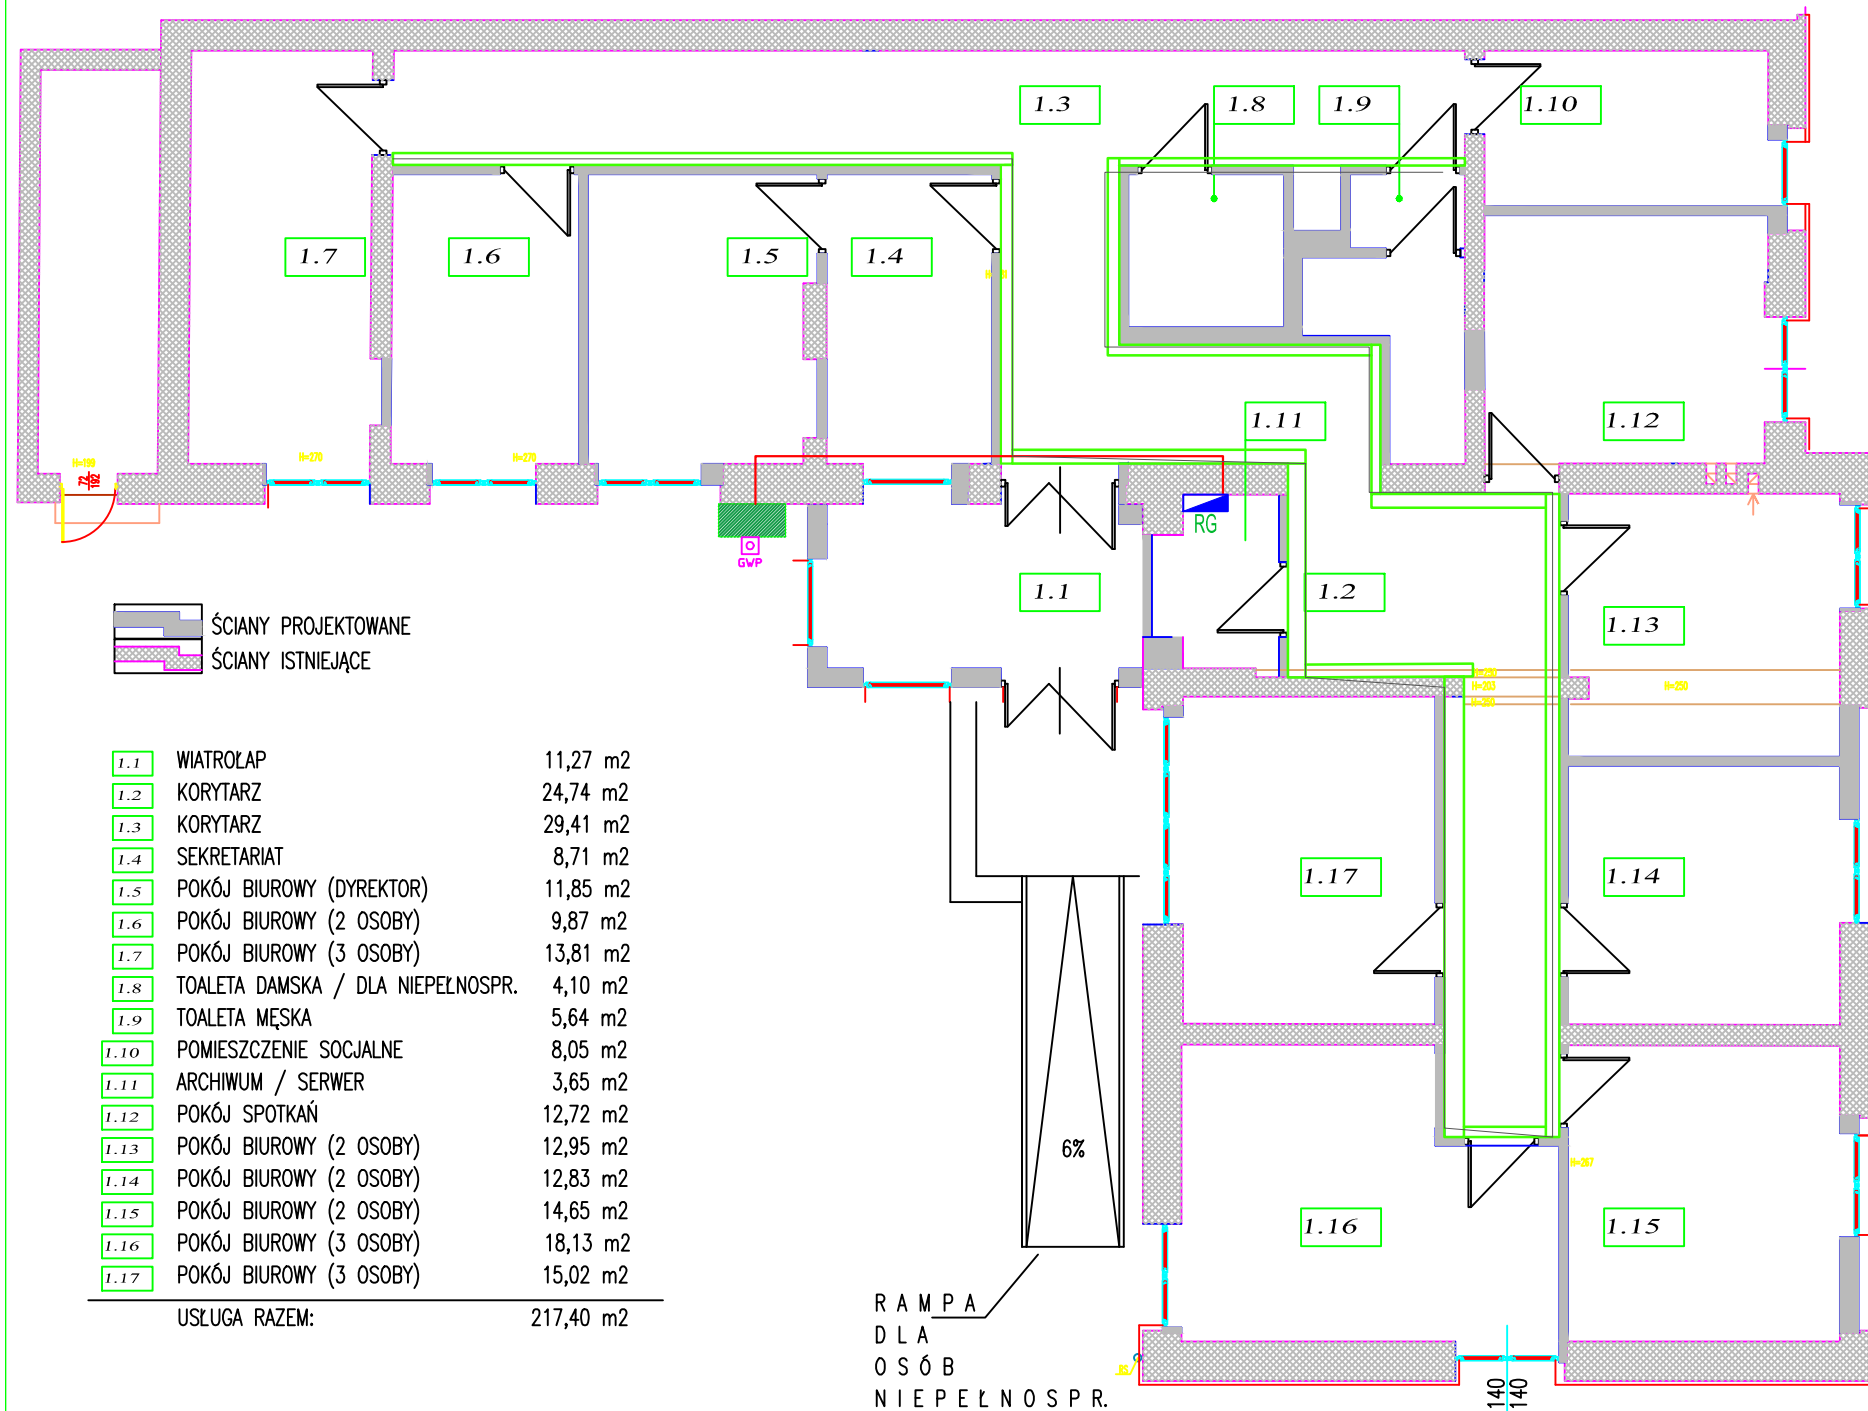 1.3
1.8
1.9
1.10
1.7
1.6
1.5
1.4
1.11
1.12
H=199
72
192
H=270
H=270
RG
GWP
1.1
1.2
1.13
ŚCIANY PROJEKTOWANE
ŚCIANY ISTNIEJĄCE
H=203
H=250
1.1 WIATROŁAP 11,27 m2
1.2 KORYTARZ 24,74 m2
1.3 KORYTARZ 29,41 m2
1.4 SEKRETARIAT 8,71 m2
1.5 POKÓJ BIUROWY (DYREKTOR) 11,85 m2
1.6 POKÓJ BIUROWY (2 OSOBY) 9,87 m2
1.7 POKÓJ BIUROWY (3 OSOBY) 13,81 m2
1.8 TOALETA DAMSKA / DLA NIEPEŁNOSPR. 4,10 m2
1.9 TOALETA MĘSKA 5,64 m2
1.10 POMIESZCZENIE SOCJALNE 8,05 m2
1.11 ARCHIWUM / SERWER 3,65 m2
1.12 POKÓJ SPOTKAŃ 12,72 m2
1.13 POKÓJ BIUROWY (2 OSOBY) 12,95 m2
1.14 POKÓJ BIUROWY (2 OSOBY) 12,83 m2
1.15 POKÓJ BIUROWY (2 OSOBY) 14,65 m2
1.16 POKÓJ BIUROWY (3 OSOBY) 18,13 m2
1.17 POKÓJ BIUROWY (3 OSOBY) 15,02 m2
USŁUGA RAZEM: 217,40 m2
1.17
1.14
6%
H=267
1.16
1.15
RAMPA
DLA
OSÓB
NIEPEŁNOSPR.
140
140